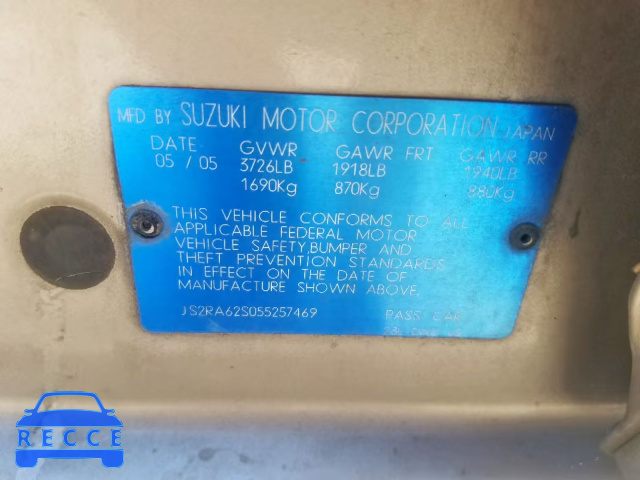 MFD BY SUZUKI MOTOR CORPORATION JAPAN
DATE GVWR GAWR FRT GAWR RR
05 / 05 3726LB 1918LB 1940LB
1690Kg 870Kg 880Kg
THIS VEHICLE CONFORMS TO ALL
APPLICABLE FEDERAL MOTOR
VEHICLE SAFETY,BUMPER AND
THEFT PREVENTION STANDARDS
IN EFFECT ON THE DATE OF
MANUFACTURE SHOWN ABOVE.
JS2RA62S055257469 PASS CAR
RECCE